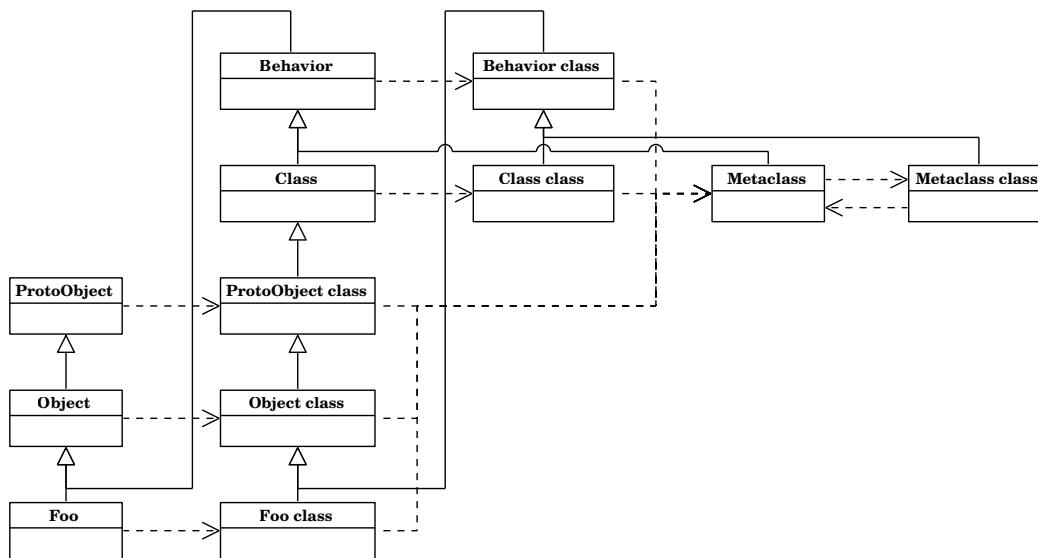 Behavior
Behavior class
Class
Class class
Metaclass
Metaclass class
ProtoObject
ProtoObject class
Object
Object class
Foo
Foo class